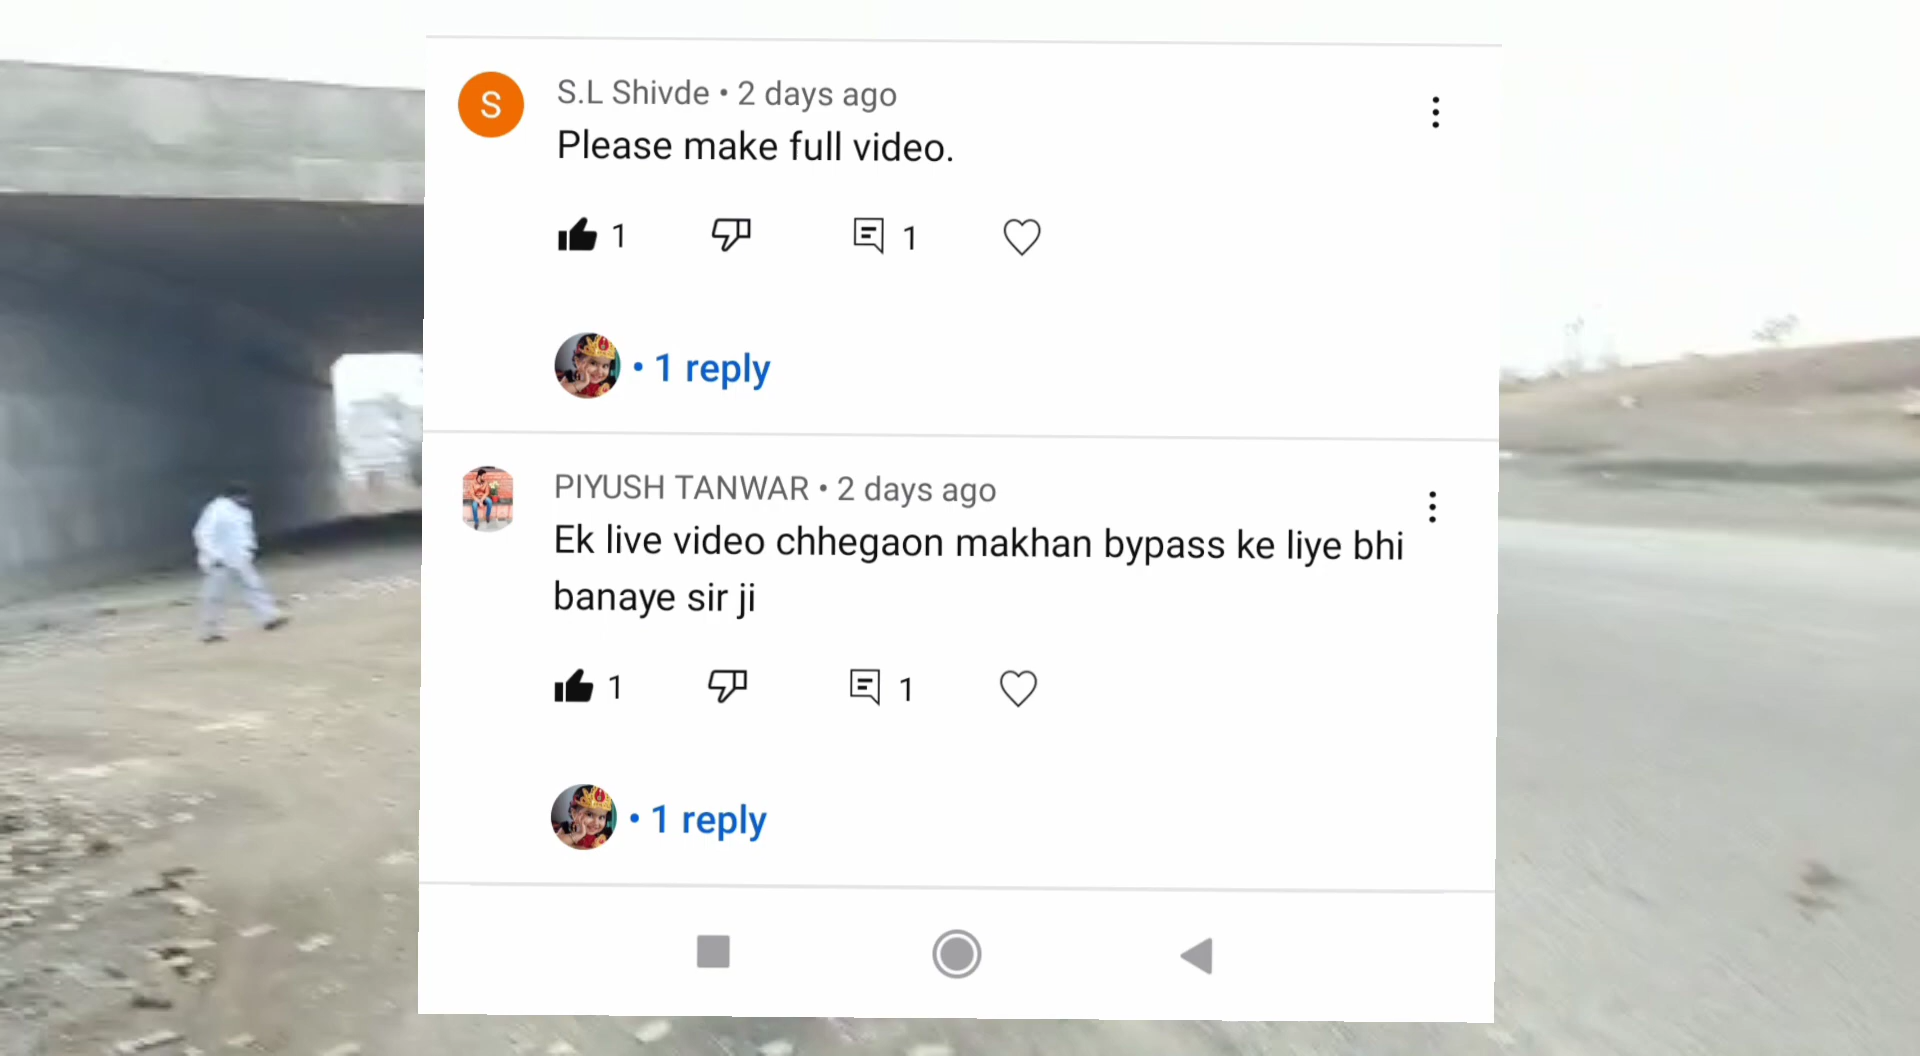 S
S.L Shivde • 2 days ago
Please make full video.
1
1
• 1 reply
PIYUSH TANWAR • 2 days ago
Ek live video chhegaon makhan bypass ke liye bhi
banaye sir ji
1
1
• 1 reply